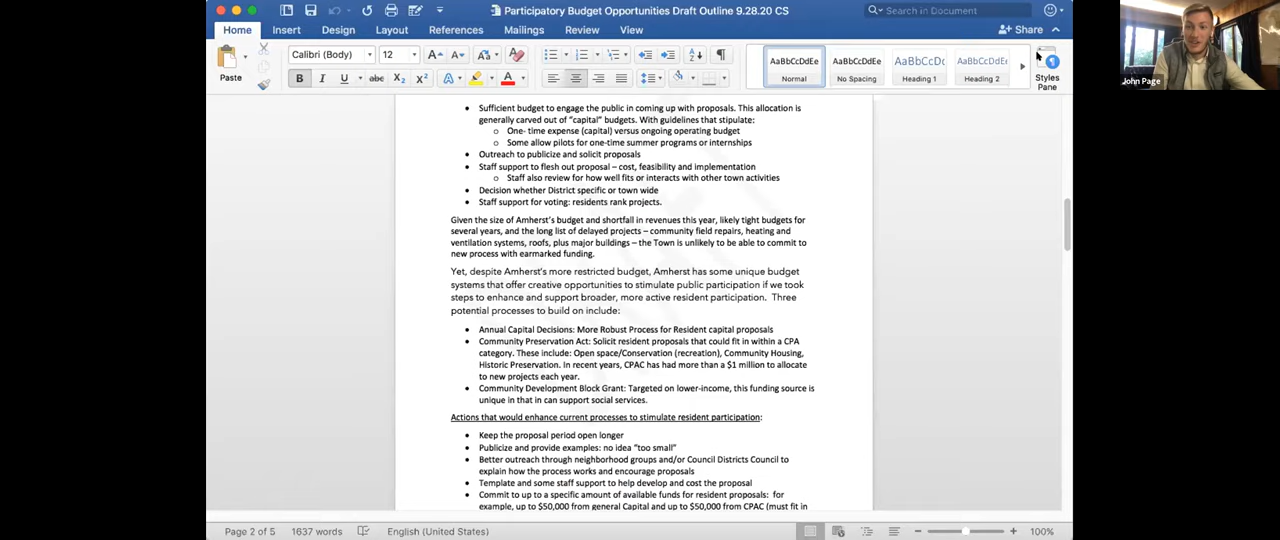 Participatory Budget Opportunities Draft Outline 9.28.20 CS
Search in Document
Home Insert Design Layout References Mailings Review View
Share
Paste
Calibri (Body) 12
AaBbCcDdEe AaBbCcDdEe AaBbCcDc AaBbCcDdEe
Normal No Spacing Heading 1 Heading 2
Styles
Pane
John Page
• Sufficient budget to engage the public in coming up with proposals. This allocation is
generally carved out of "capital" budgets. With guidelines that stipulate:
o One- time expense (capital) versus ongoing operating budget
o Some allow pilots for one-time summer programs or internships
• Outreach to publicize and solicit proposals
• Staff support to flesh out proposal – cost, feasibility and implementation
o Staff also review for how well fits or interacts with other town activities
• Decision whether District specific or town wide
• Staff support for voting: residents rank projects.
Given the size of Amherst's budget and shortfall in revenues this year, likely tight budgets for
several years, and the long list of delayed projects – community field repairs, heating and
ventilation systems, roofs, plus major buildings – the Town is unlikely to be able to commit to
new process with earmarked funding.
Yet, despite Amherst's more restricted budget, Amherst has some unique budget
systems that offer creative opportunities to stimulate public participation if we took
steps to enhance and support broader, more active resident participation. Three
potential processes to build on include:
• Annual Capital Decisions: More Robust Process for Resident capital proposals
• Community Preservation Act: Solicit resident proposals that could fit in within a CPA
category. These include: Open space/Conservation (recreation), Community Housing,
Historic Preservation. In recent years, CPAC has had more than a $1 million to allocate
to new projects each year.
• Community Development Block Grant: Targeted on lower-income, this funding source is
unique in that in can support social services.
Actions that would enhance current processes to stimulate resident participation:
• Keep the proposal period open longer
• Publicize and provide examples: no idea "too small"
• Better outreach through neighborhood groups and/or Council Districts Council to
explain how the process works and encourage proposals
• Template and some staff support to help develop and cost the proposal
• Commit to up to a specific amount of available funds for resident proposals: for
example, up to $50,000 from general Capital and up to $50,000 from CPAC (must fit in
Page 2 of 5 1637 words English (United States) 100%